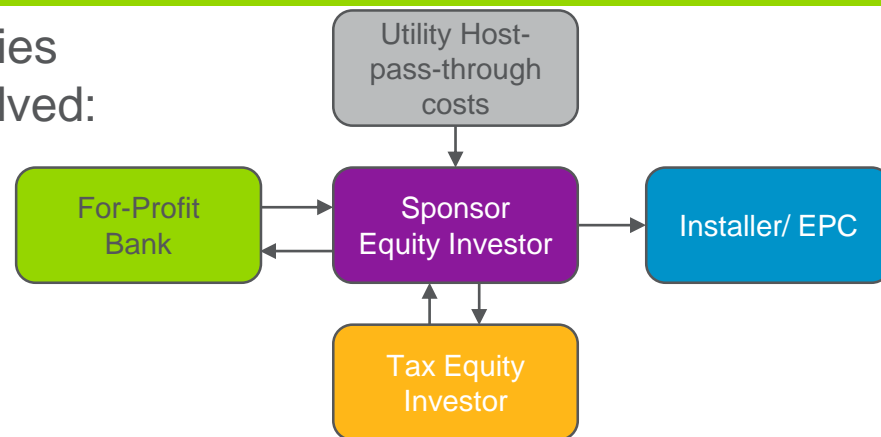 ies
lved:
Utility Host-
pass-through
costs
For-Profit
Bank
Sponsor
Equity Investor
Installer/ EPC
Tax Equity
Investor